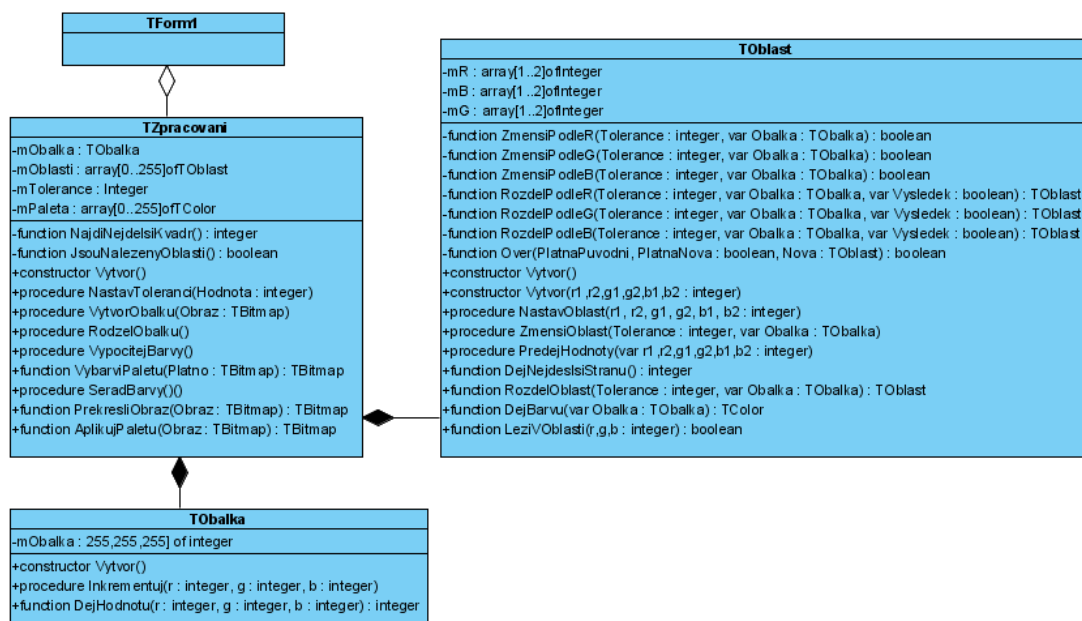 TForm1
TZpracovani
-mObalka : TObalka
-mOblasti : array[0..255]ofTOblast
-mTolerance : Integer
-mPaleta : array[0..255]ofTColor
-function NajdiNejdelsiKvadr() : integer
-function JsouNalezenyOblasti() : boolean
+constructor Vytvor()
+procedure NastavToleranci(Hodnota : integer)
+procedure VytvorObalku(Obraz : TBitmap)
+procedure RodzelObalku()
+procedure VypocitejBarvy()
+function VybarviPaletu(Platno : TBitmap) : TBitmap
+procedure SeradBarvy()()
+function PrekresliObraz(Obraz : TBitmap) : TBitmap
+function AplikujPaletu(Obraz : TBitmap) : TBitmap
TOblast
-mR : array[1..2]ofInteger
-mB : array[1..2]ofInteger
-mG : array[1..2]ofInteger
-function ZmensiPodleR(Tolerance : integer, var Obalka : TObalka) : boolean
-function ZmensiPodleG(Tolerance : integer, var Obalka : TObalka) : boolean
-function ZmensiPodleB(Tolerance : integer, var Obalka : TObalka) : boolean
-function RozdelPodleR(Tolerance : integer, var Obalka : TObalka, var Vysledek : boolean) : TOblast
-function RozdelPodleG(Tolerance : integer, var Obalka : TObalka, var Vysledek : boolean) : TOblast
-function RozdelPodleB(Tolerance : integer, var Obalka : TObalka, var Vysledek : boolean) : TOblast
-function Over(PlatnaPuvodni, PlatnaNova : boolean, Nova : TOblast) : boolean
+constructor Vytvor()
+constructor Vytvor(r1,r2,g1,g2,b1,b2 : integer)
+procedure NastavOblast(r1, r2, g1, g2, b1, b2 : integer)
+procedure ZmensiOblast(Tolerance : integer, var Obalka : TObalka)
+procedure PredejHodnoty(var r1,r2,g1,g2,b1,b2 : integer)
+function DejNejdeslsiStranu() : integer
+function RozdelOblast(Tolerance : integer, var Obalka : TObalka) : TOblast
+function DejBarvu(var Obalka : TObalka) : TColor
+function LeziVOblasti(r,g,b : integer) : boolean
TObalka
-mObalka : 255,255,255] of integer
+constructor Vytvor()
+procedure Inkrementuj(r : integer, g : integer, b : integer)
+function DejHodnotu(r : integer, g : integer, b : integer) : integer